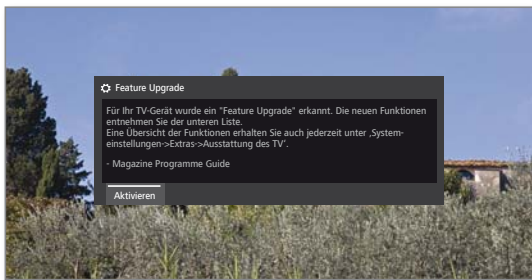 Feature Upgrade
Für Ihr TV-Gerät wurde ein "Feature Upgrade" erkannt. Die neuen Funktionen
entnehmen Sie der unteren Liste.
Eine Übersicht der Funktionen erhalten Sie auch jederzeit unter ‚System-
einstellungen->Extras->Ausstattung des TV‘.
- Magazine Programme Guide
Aktivieren